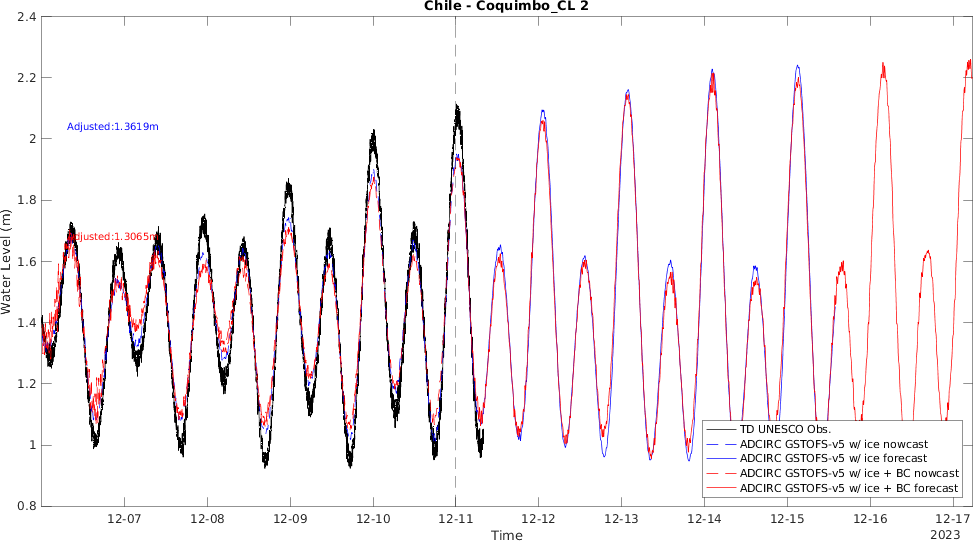 Chile - Coquimbo_CL 2
2.4
2.2
2
1.8
1.6
1.4
1.2
1
0.8
Water Level (m)
Adjusted:1.3619m
Adjusted:1.3065m
TD UNESCO Obs.
ADCIRC GSTOFS-v5 w/ ice nowcast
ADCIRC GSTOFS-v5 w/ ice forecast
ADCIRC GSTOFS-v5 w/ ice + BC nowcast
ADCIRC GSTOFS-v5 w/ ice + BC forecast
12-07 12-08 12-09 12-10 12-11 12-12 12-13 12-14 12-15 12-16 12-17
Time
2023